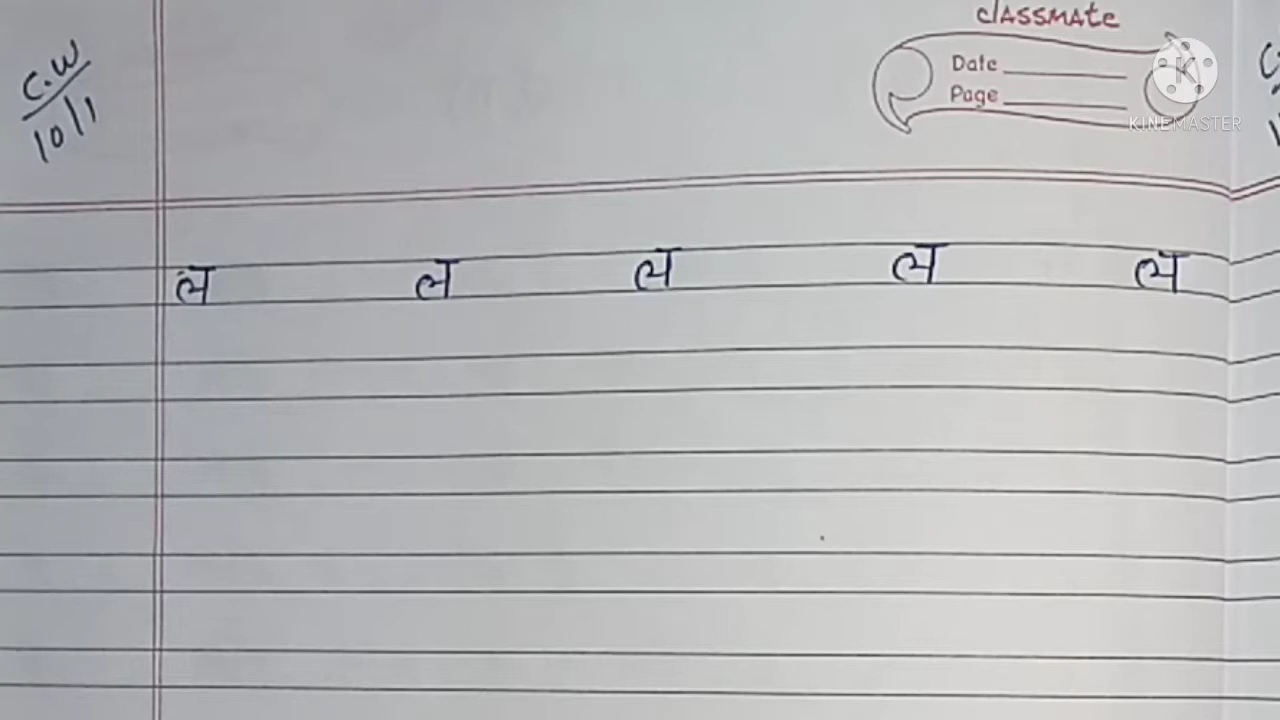 classmate
Date
Page
C.W
10/1
KINEMASTER
ल ल ल ल ल